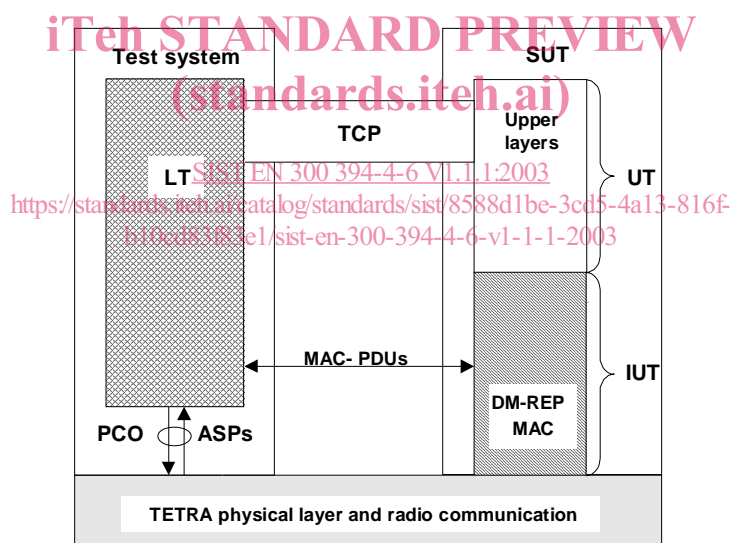 iTeh STANDARD PREVIEW
Test system
SUT
(standards.iteh.ai)
TCP
Upper
layers
LT
SIST EN 300 394-4-6 V1.1.1:2003
UT
https://standards.iteh.ai/catalog/standards/sist/8588d1be-3cd5-4a13-816f-
b10cd83f83e1/sist-en-300-394-4-6-v1-1-1-2003
MAC- PDUs
IUT
DM-REP
MAC
PCO
ASPs
TETRA physical layer and radio communication